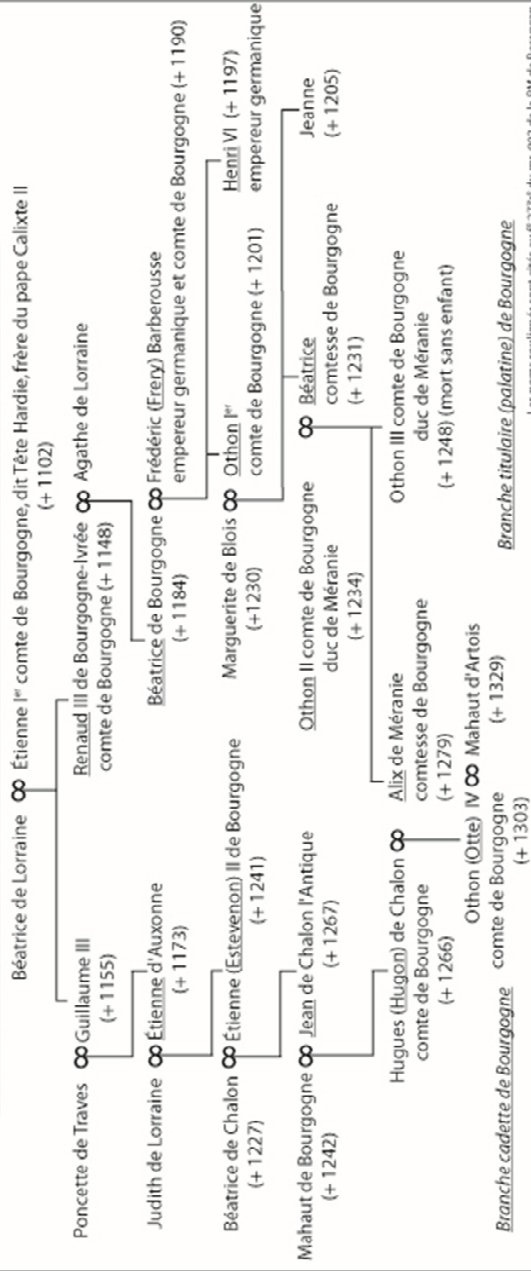 Béatrice de Lorraine ∞ Étienne Iᵉʳ comte de Bourgogne, dit Tête Hardie, frère du pape Calixte II
(+ 1102)
Poncette de Traves ∞ Guillaume III
(+ 1155)
Renaud III de Bourgogne-Ivrée ∞ Agathe de Lorraine
comte de Bourgogne (+ 1148)
Judith de Lorraine ∞ Étienne d'Auxonne
(+ 1173)
Béatrice de Bourgogne ∞ Frédéric (Frery) Barberousse
(+ 1184)
empereur germanique et comte de Bourgogne (+ 1190)
Béatrice de Chalon ∞ Étienne (Estevenon) II de Bourgogne
(+ 1227)
(+ 1241)
Marguerite de Blois ∞ Othon Iᵉʳ
(+1230)
comte de Bourgogne (+ 1201)
Henri VI (+ 1197)
empereur germanique
Mahaut de Bourgogne ∞ Jean de Chalon l'Antique
(+ 1242)
(+ 1267)
Othon II comte de Bourgogne
duc de Méranie
(+ 1234)
∞ Béatrice
comtesse de Bourgogne
(+ 1231)
Jeanne
(+ 1205)
Hugues (Hugon) de Chalon ∞ Alix de Méranie
comte de Bourgogne
(+ 1266)
comtesse de Bourgogne
(+ 1279)
Othon III comte de Bourgogne
duc de Méranie
(+ 1248) (mort sans enfant)
Othon (Otte) IV ∞ Mahaut d'Artois
comte de Bourgogne
(+ 1303)
(+ 1329)
Branche cadette de Bourgogne
Branche titulaire (palatine) de Bourgogne